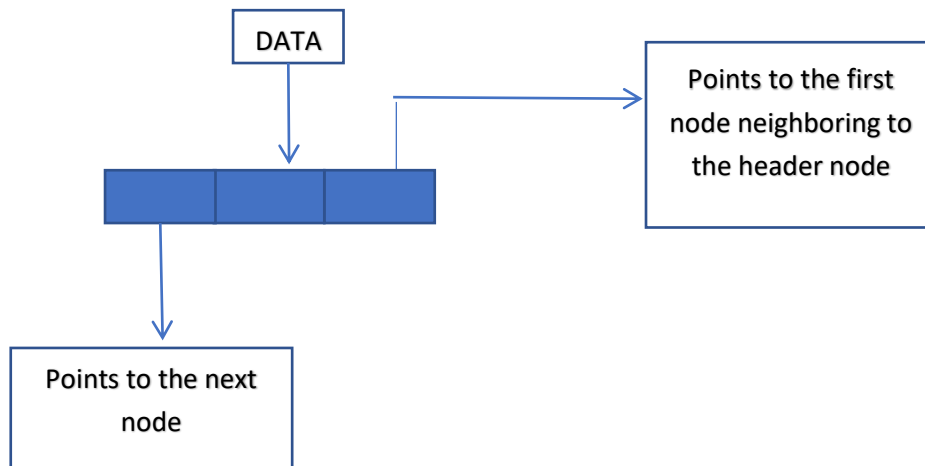 DATA
Points to the first
node neighboring to
the header node
Points to the next
node